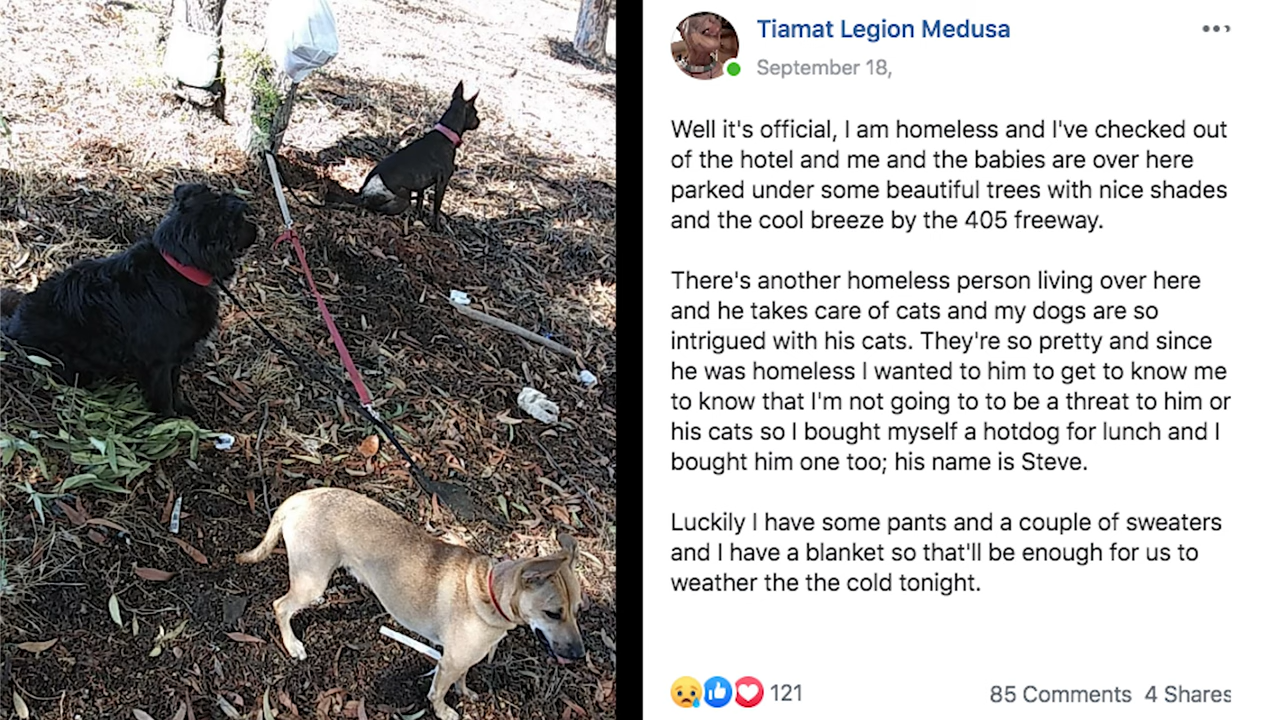 Tiamat Legion Medusa
September 18,
Well it's official, I am homeless and I've checked out
of the hotel and me and the babies are over here
parked under some beautiful trees with nice shades
and the cool breeze by the 405 freeway.
There's another homeless person living over here
and he takes care of cats and my dogs are so
intrigued with his cats. They're so pretty and since
he was homeless I wanted to him to get to know me
to know that I'm not going to to be a threat to him or
his cats so I bought myself a hotdog for lunch and I
bought him one too; his name is Steve.
Luckily I have some pants and a couple of sweaters
and I have a blanket so that'll be enough for us to
weather the the cold tonight.
121
85 Comments 4 Shares